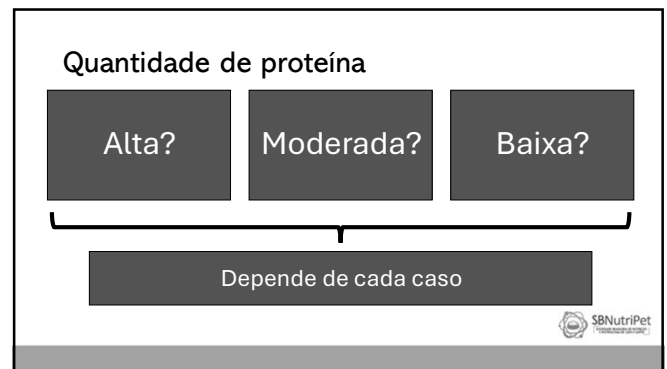 Quantidade de proteína
Alta?
Moderada?
Baixa?
Depende de cada caso
SBNutriPet